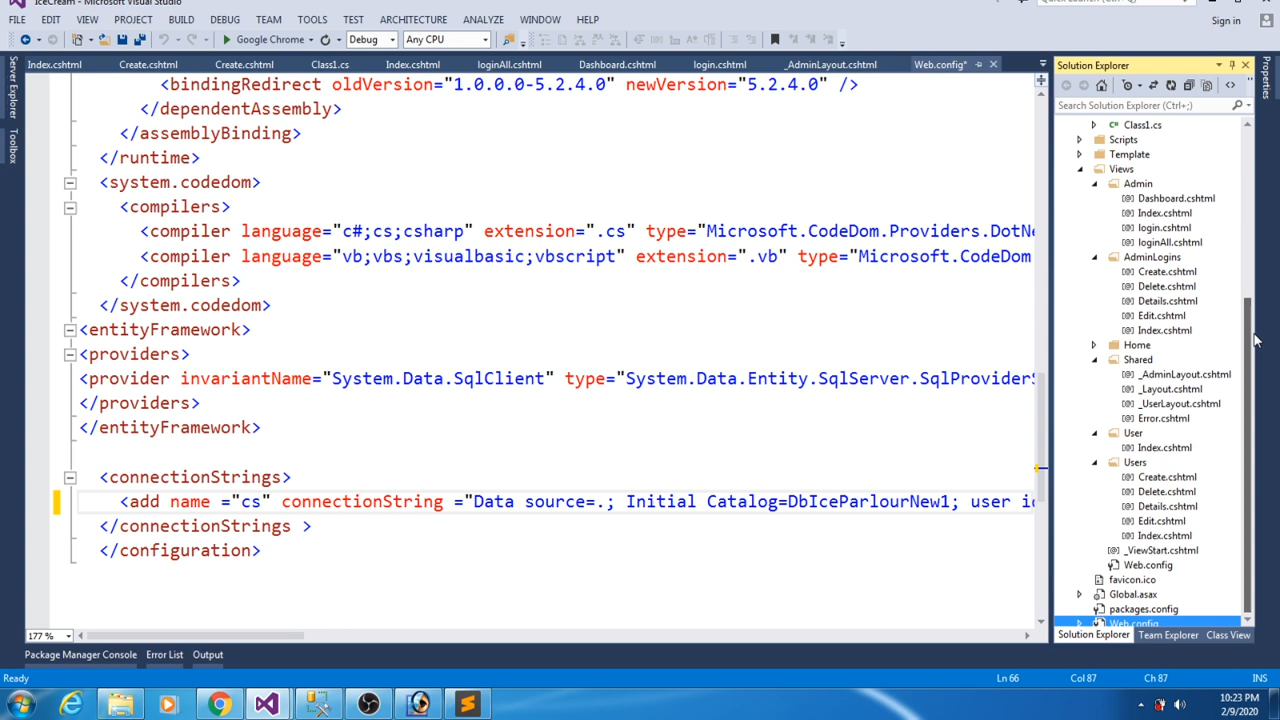 IceCream - Microsoft Visual Studio
Quick Launch (Ctrl+Q)
FILE EDIT VIEW PROJECT BUILD DEBUG TEAM TOOLS TEST ARCHITECTURE ANALYZE WINDOW HELP
Sign in
Google Chrome Debug Any CPU
Index.cshtml Create.cshtml Create.cshtml Class1.cs Index.cshtml loginAll.cshtml Dashboard.cshtml login.cshtml _AdminLayout.cshtml Web.config*
Server Explorer
Toolbox
<bindingRedirect oldVersion="1.0.0.0-5.2.4.0" newVersion="5.2.4.0" />
</dependentAssembly>
</assemblyBinding>
</runtime>
<system.codedom>
<compilers>
<compiler language="c#;cs;csharp" extension=".cs" type="Microsoft.CodeDom.Providers.DotNe
<compiler language="vb;vbs;visualbasic;vbscript" extension=".vb" type="Microsoft.CodeDom
</compilers>
</system.codedom>
<entityFramework>
<providers>
<provider invariantName="System.Data.SqlClient" type="System.Data.Entity.SqlServer.SqlProviderS
</providers>
</entityFramework>
<connectionStrings>
<add name ="cs" connectionString ="Data source=.; Initial Catalog=DbIceParlourNew1; user id
</connectionStrings >
</configuration>
177 %
Solution Explorer
Search Solution Explorer (Ctrl+;)
Class1.cs
Scripts
Template
Views
Admin
Dashboard.cshtml
Index.cshtml
login.cshtml
loginAll.cshtml
AdminLogins
Create.cshtml
Delete.cshtml
Details.cshtml
Edit.cshtml
Index.cshtml
Home
Shared
_AdminLayout.cshtml
_Layout.cshtml
_UserLayout.cshtml
Error.cshtml
User
Index.cshtml
Users
Create.cshtml
Delete.cshtml
Details.cshtml
Edit.cshtml
Index.cshtml
_ViewStart.cshtml
Web.config
favicon.ico
Global.asax
packages.config
Web.config
Solution Explorer Team Explorer Class View
Properties
Package Manager Console Error List Output
Ready Ln 66 Col 87 Ch 87 INS
10:23 PM
2/9/2020